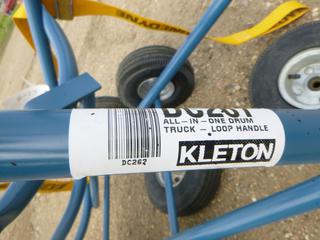 DC267
ALL-IN-ONE DRUM
TRUCK - LOOP HANDLE
DC267
KLETON